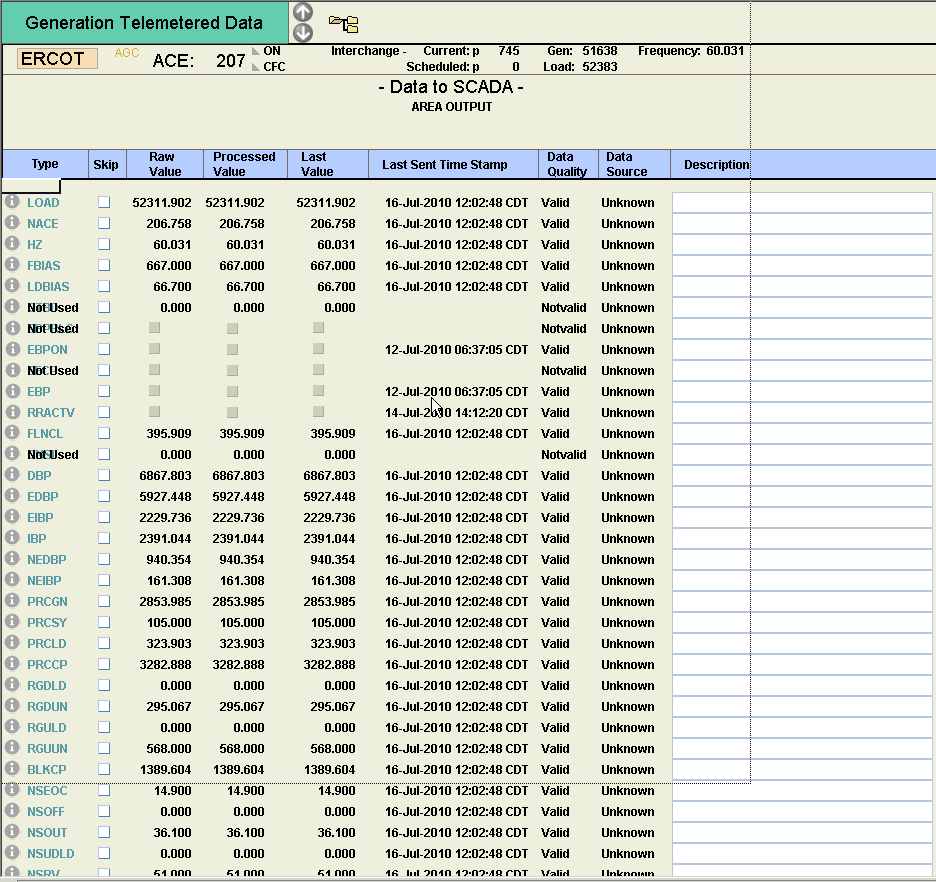 Generation Telemetered Data
ERCOT AGC ACE: 207 ON CFC Interchange - Current: p 745 Gen: 51638 Frequency: 60.031
Scheduled: p 0 Load: 52383
- Data to SCADA -
AREA OUTPUT
Type Skip Raw Value Processed Value Last Value Last Sent Time Stamp Data Quality Data Source Description
LOAD 52311.902 52311.902 52311.902 16-Jul-2010 12:02:48 CDT Valid Unknown
NACE 206.758 206.758 206.758 16-Jul-2010 12:02:48 CDT Valid Unknown
HZ 60.031 60.031 60.031 16-Jul-2010 12:02:48 CDT Valid Unknown
FBIAS 667.000 667.000 667.000 16-Jul-2010 12:02:48 CDT Valid Unknown
LDBIAS 66.700 66.700 66.700 16-Jul-2010 12:02:48 CDT Valid Unknown
Not Used 0.000 0.000 0.000 Notvalid Unknown
Not Used Notvalid Unknown
EBPON 12-Jul-2010 06:37:05 CDT Valid Unknown
Not Used Notvalid Unknown
EBP 12-Jul-2010 06:37:05 CDT Valid Unknown
RRACTV 14-Jul-2010 14:12:20 CDT Valid Unknown
FLNCL 395.909 395.909 395.909 16-Jul-2010 12:02:48 CDT Valid Unknown
Not Used 0.000 0.000 0.000 Notvalid Unknown
DBP 6867.803 6867.803 6867.803 16-Jul-2010 12:02:48 CDT Valid Unknown
EDBP 5927.448 5927.448 5927.448 16-Jul-2010 12:02:48 CDT Valid Unknown
EIBP 2229.736 2229.736 2229.736 16-Jul-2010 12:02:48 CDT Valid Unknown
IBP 2391.044 2391.044 2391.044 16-Jul-2010 12:02:48 CDT Valid Unknown
NEDBP 940.354 940.354 940.354 16-Jul-2010 12:02:48 CDT Valid Unknown
NEIBP 161.308 161.308 161.308 16-Jul-2010 12:02:48 CDT Valid Unknown
PRCGN 2853.985 2853.985 2853.985 16-Jul-2010 12:02:48 CDT Valid Unknown
PRCSY 105.000 105.000 105.000 16-Jul-2010 12:02:48 CDT Valid Unknown
PRCLD 323.903 323.903 323.903 16-Jul-2010 12:02:48 CDT Valid Unknown
PRCCP 3282.888 3282.888 3282.888 16-Jul-2010 12:02:48 CDT Valid Unknown
RGDLD 0.000 0.000 0.000 16-Jul-2010 12:02:48 CDT Valid Unknown
RGDUN 295.067 295.067 295.067 16-Jul-2010 12:02:48 CDT Valid Unknown
RGULD 0.000 0.000 0.000 16-Jul-2010 12:02:48 CDT Valid Unknown
RGUUN 568.000 568.000 568.000 16-Jul-2010 12:02:48 CDT Valid Unknown
BLKCP 1389.604 1389.604 1389.604 16-Jul-2010 12:02:48 CDT Valid Unknown
NSEOC 14.900 14.900 14.900 16-Jul-2010 12:02:48 CDT Valid Unknown
NSOFF 0.000 0.000 0.000 16-Jul-2010 12:02:48 CDT Valid Unknown
NSOUT 36.100 36.100 36.100 16-Jul-2010 12:02:48 CDT Valid Unknown
NSUDLD 0.000 0.000 0.000 16-Jul-2010 12:02:48 CDT Valid Unknown
NSRV 51.000 51.000 51.000 16-Jul-2010 12:02:48 CDT Valid Unknown